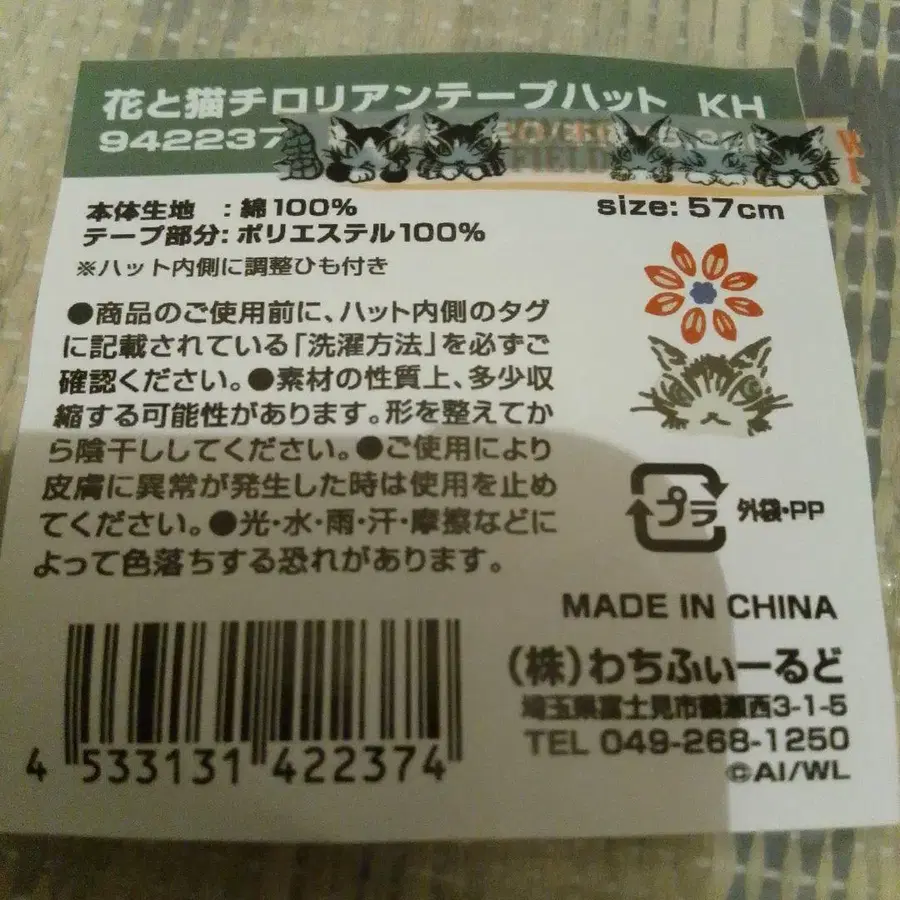 花と猫チロリアンテープハット KH
942237
FIELD
本体生地 : 綿100%
size: 57cm
テープ部分: ポリエステル100%
※ハット内側に調整ひも付き
●商品のご使用前に、ハット内側のタグ
に記載されている「洗濯方法」を必ずご
確認ください。●素材の性質上、多少収
縮する可能性があります。形を整えてか
ら陰干ししてください。●ご使用により
皮膚に異常が発生した時は使用を止め
てください。●光・水・雨・汗・摩擦などに
よって色落ちする恐れがあります。
プラ 外袋・PP
MADE IN CHINA
(株)わちふぃーるど
埼玉県富士見市鶴瀬西3-1-5
TEL 049-268-1250
©AI/WL
4 533131 422374